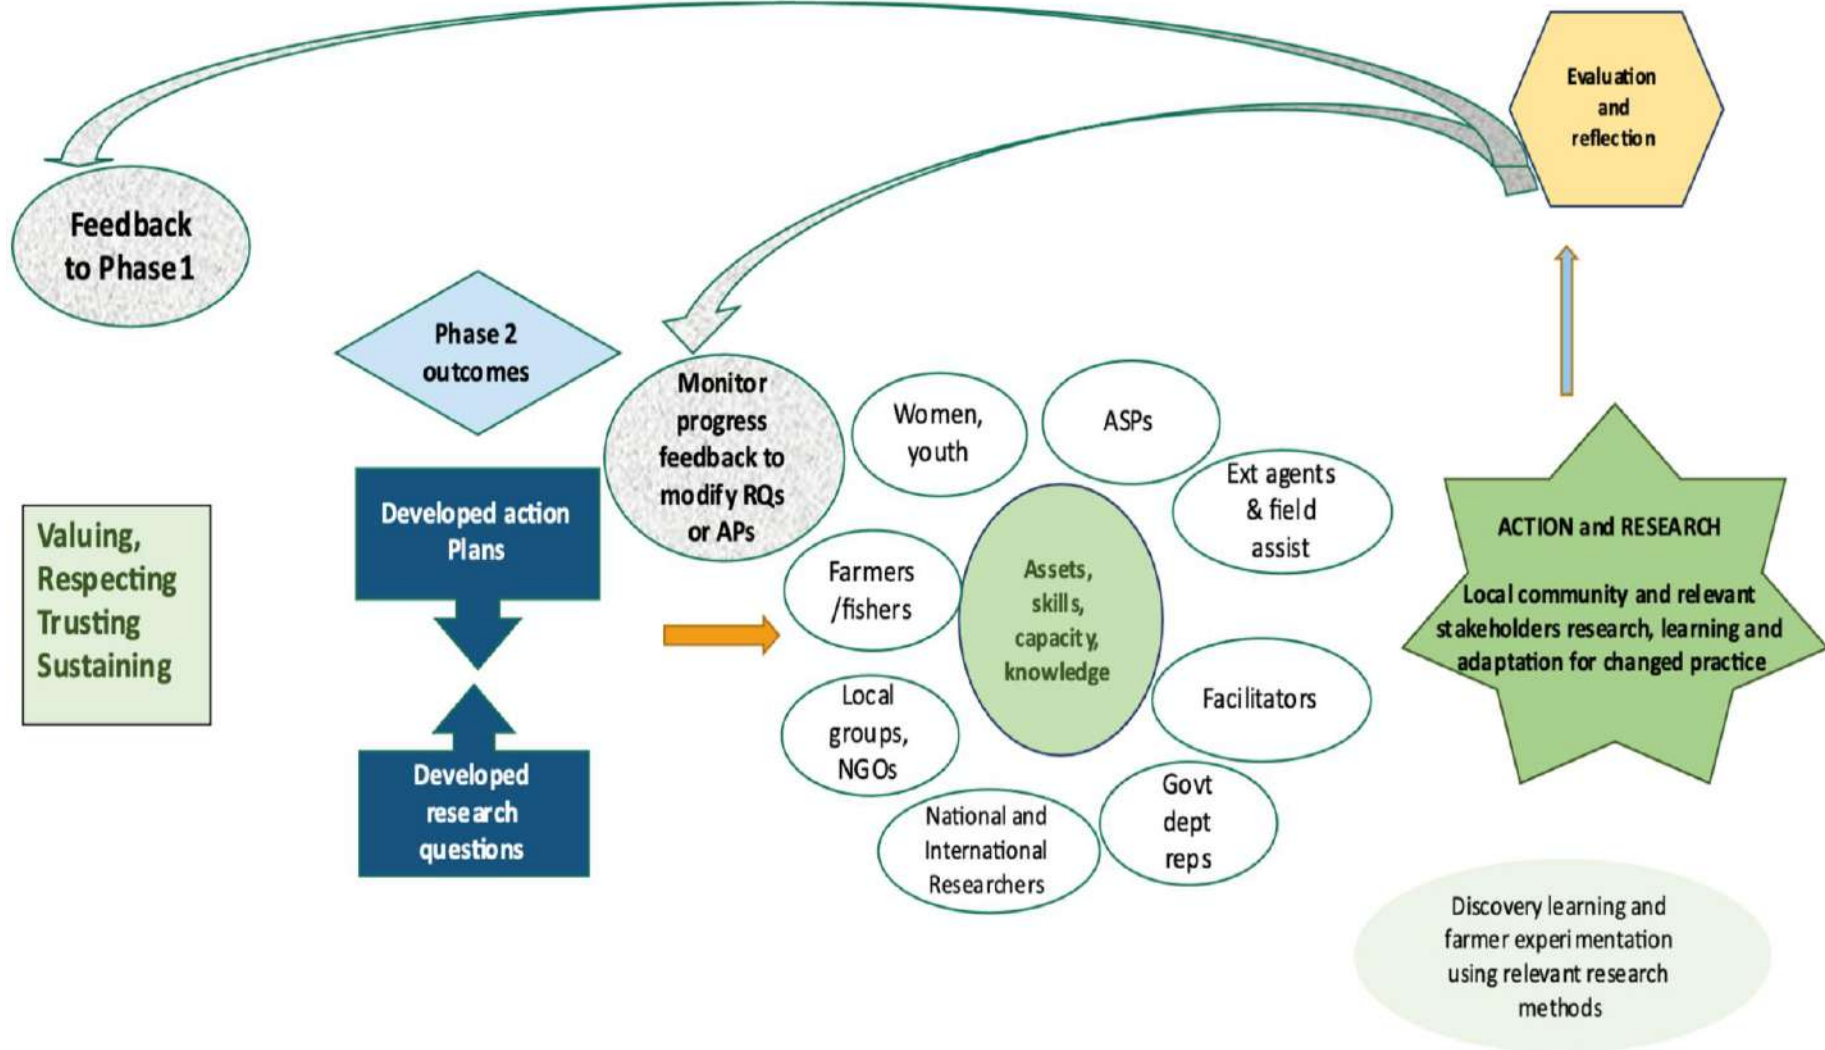 Evaluation
and
reflection
Feedback
to Phase1
Phase 2
outcomes
Monitor
progress
feedback to
modify RQs
or APs
Women,
youth
ASPs
Ext agents
& field
assist
Valuing,
Respecting
Trusting
Sustaining
Developed action
Plans
Farmers
/fishers
Assets,
skills,
capacity,
knowledge
ACTION and RESEARCH
Local community and relevant
stakeholders research, learning and
adaptation for changed practice
Local
groups,
NGOs
Facilitators
Developed
research
questions
National and
International
Researchers
Govt
dept
reps
Discovery learning and
farmer experimentation
using relevant research
methods